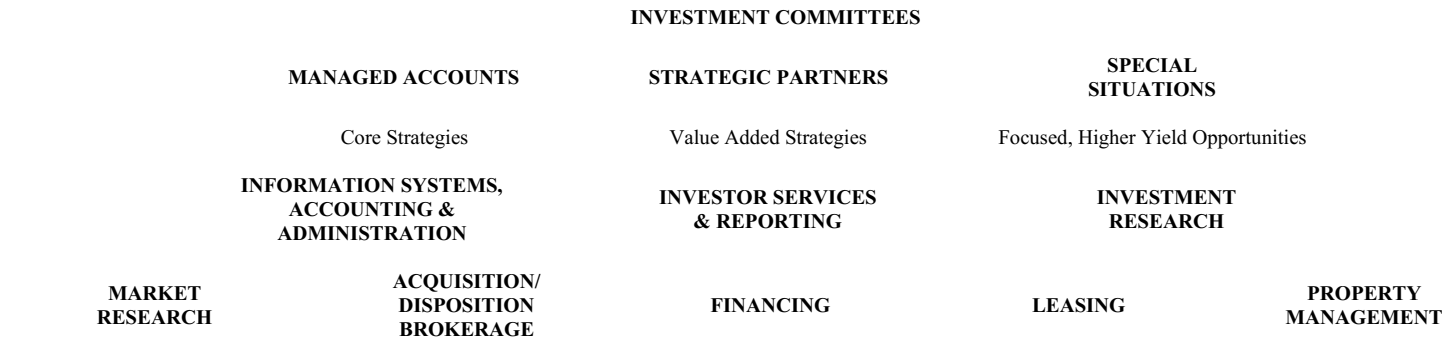 INVESTMENT COMMITTEES
MANAGED ACCOUNTS
STRATEGIC PARTNERS
SPECIAL
SITUATIONS
Core Strategies
Value Added Strategies
Focused, Higher Yield Opportunities
INFORMATION SYSTEMS,
ACCOUNTING &
ADMINISTRATION
INVESTOR SERVICES
& REPORTING
INVESTMENT
RESEARCH
MARKET
RESEARCH
ACQUISITION/
DISPOSITION
BROKERAGE
FINANCING
LEASING
PROPERTY
MANAGEMENT